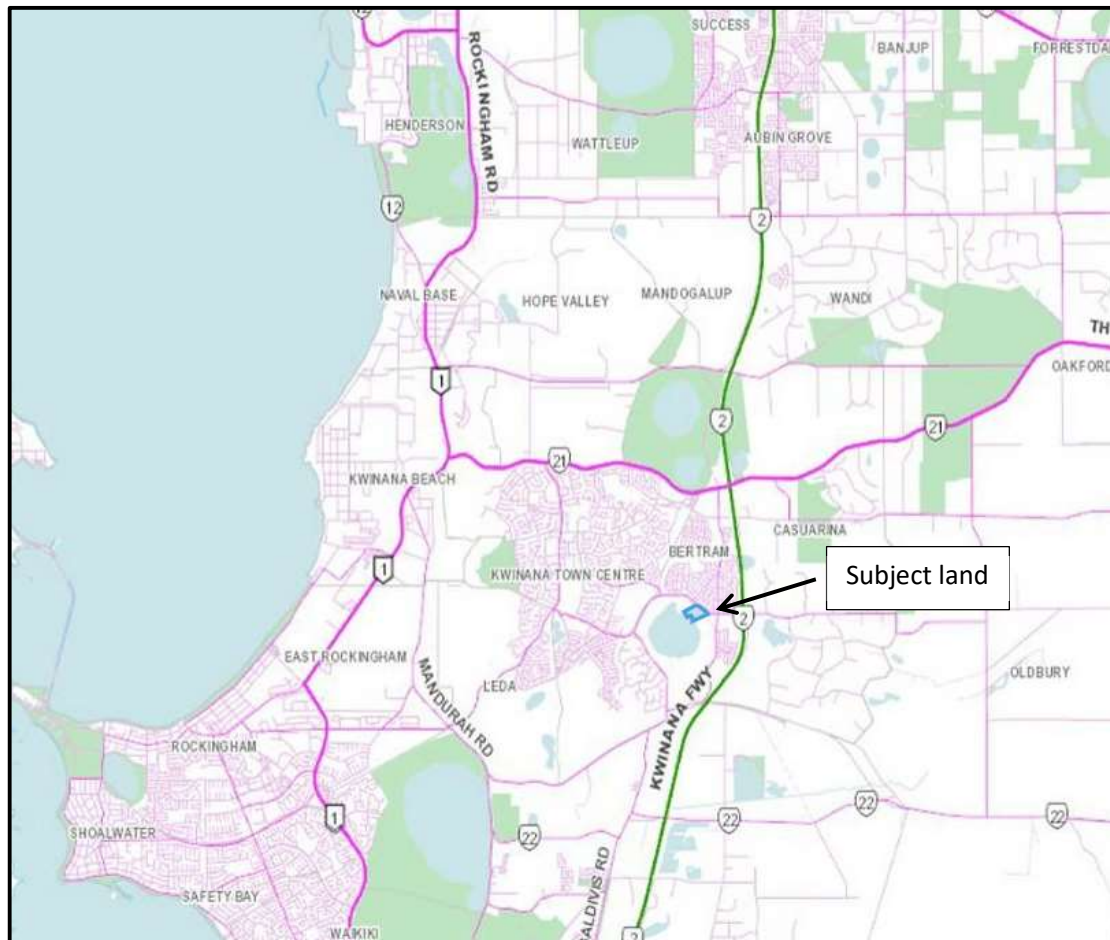 SUCCESS
BANJUP
FORRESTDA
ROCKINGHAM RD
HENDERSON
WATTLEUP
AUBIN GROVE
12
2
NAVAL BASE
HOPE VALLEY
MANDOGALUP
WANDI
TH
OAKFORD
1
2
21
21
KWINANA BEACH
CASUARINA
BERTRAM
KWINANA TOWN CENTRE
Subject land
1
2
EAST ROCKINGHAM
MANDURAH RD
LEDA
KWINANA FWY
OLDBURY
ROCKINGHAM
SHOALWATER
1
22
22
22
22
SAFETY BAY
BALDIVIS RD
WAIKIKI
2